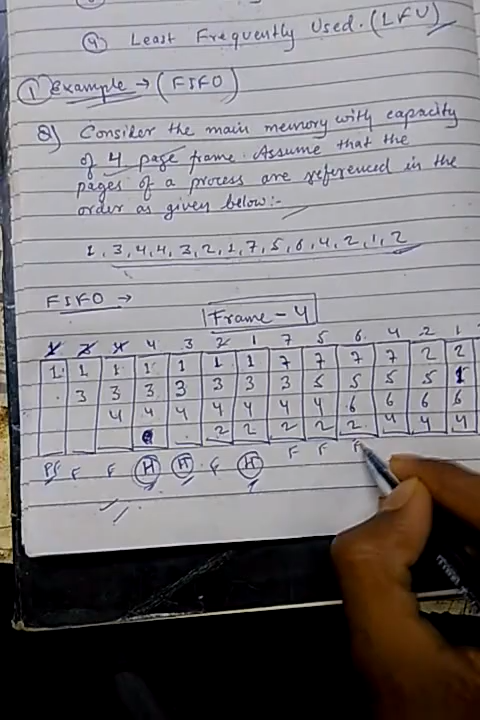 (4) Least Frequently Used. (LFU)
(1) Example → (FIFO)
Q) Consider the main memory with capacity
of 4 page frame. Assume that the
pages of a process are referenced in the
order as given below:-
1, 3, 4, 4, 3, 2, 1, 7, 5, 6, 4, 2, 1, 2
FIFO →
Frame - 4
1 3 4 4 3 2 1 7 5 6 4 2 1
1 1 1 1 1 1 1 7 7 7 7 2 2
3 3 3 3 3 3 3 5 5 5 5 1
4 4 4 4 4 4 4 6 6 6 6
2 2 2 2 2 4 4 4
PF F F H H F H F F F